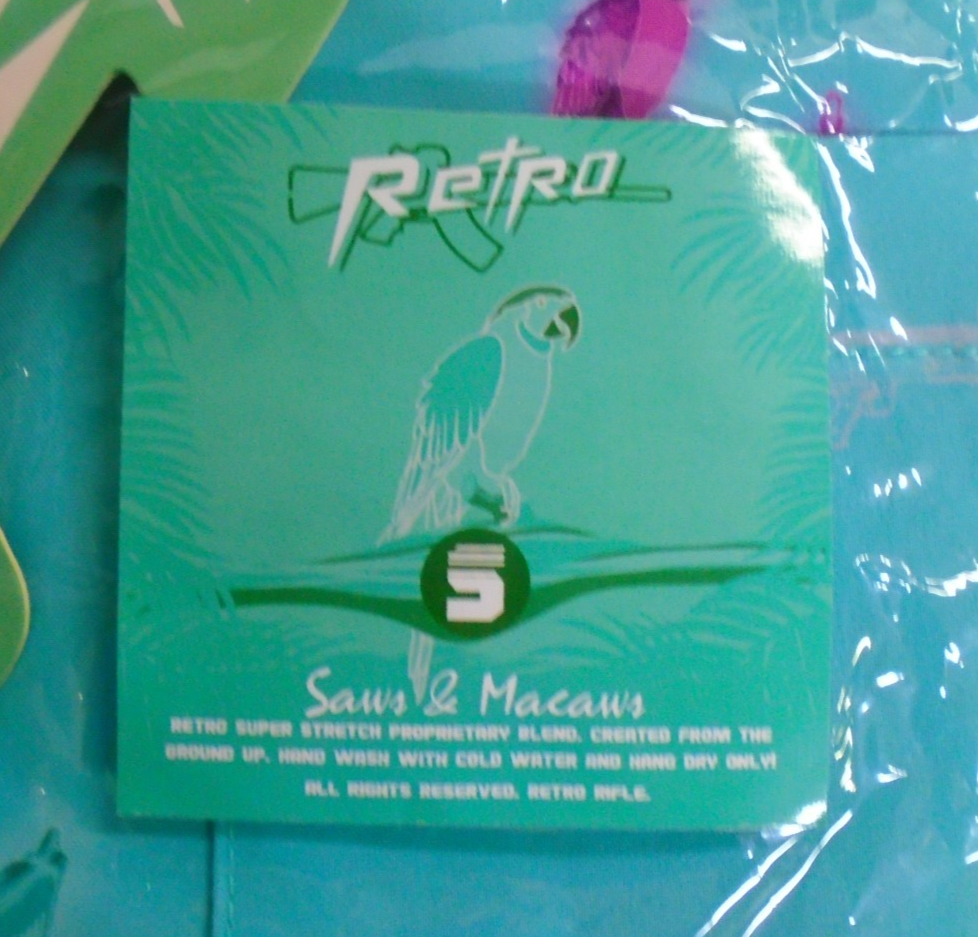 Retro
S
Saws & Macaws
RETRO SUPER STRETCH PROPRIETARY BLEND. CREATED FROM THE
GROUND UP. HAND WASH WITH COLD WATER AND HANG DRY ONLY!
ALL RIGHTS RESERVED. RETRO RIFLE.